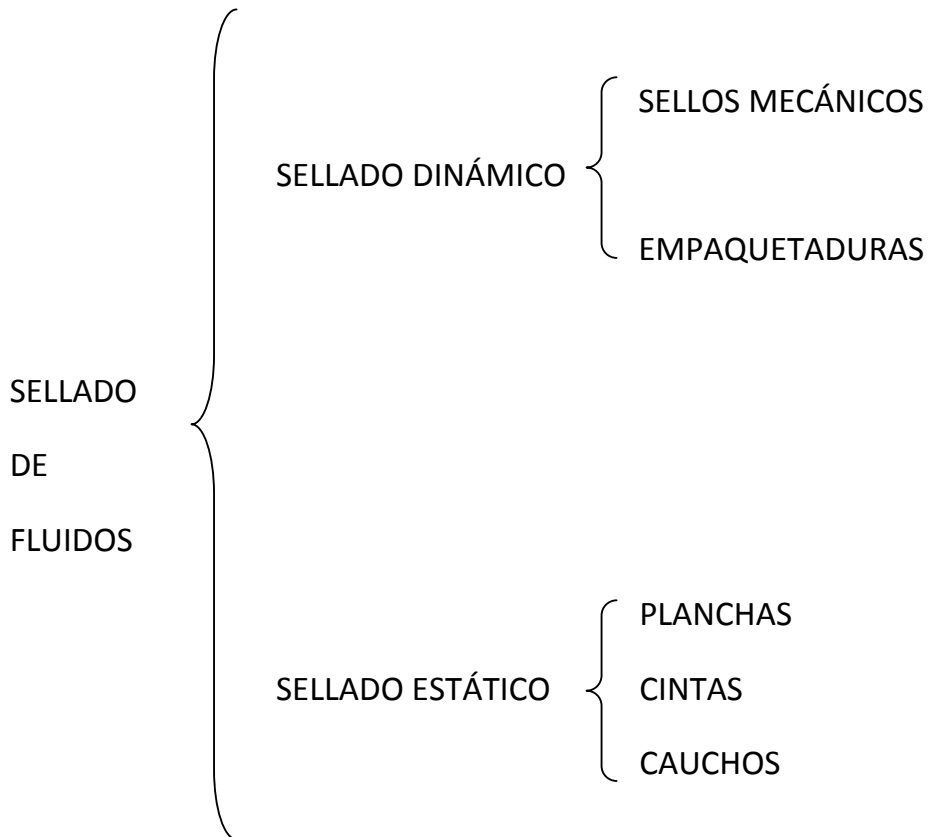 SELLADO
DE
FLUIDOS
SELLADO DINÁMICO
SELLOS MECÁNICOS
EMPAQUETADURAS
SELLADO ESTÁTICO
PLANCHAS
CINTAS
CAUCHOS